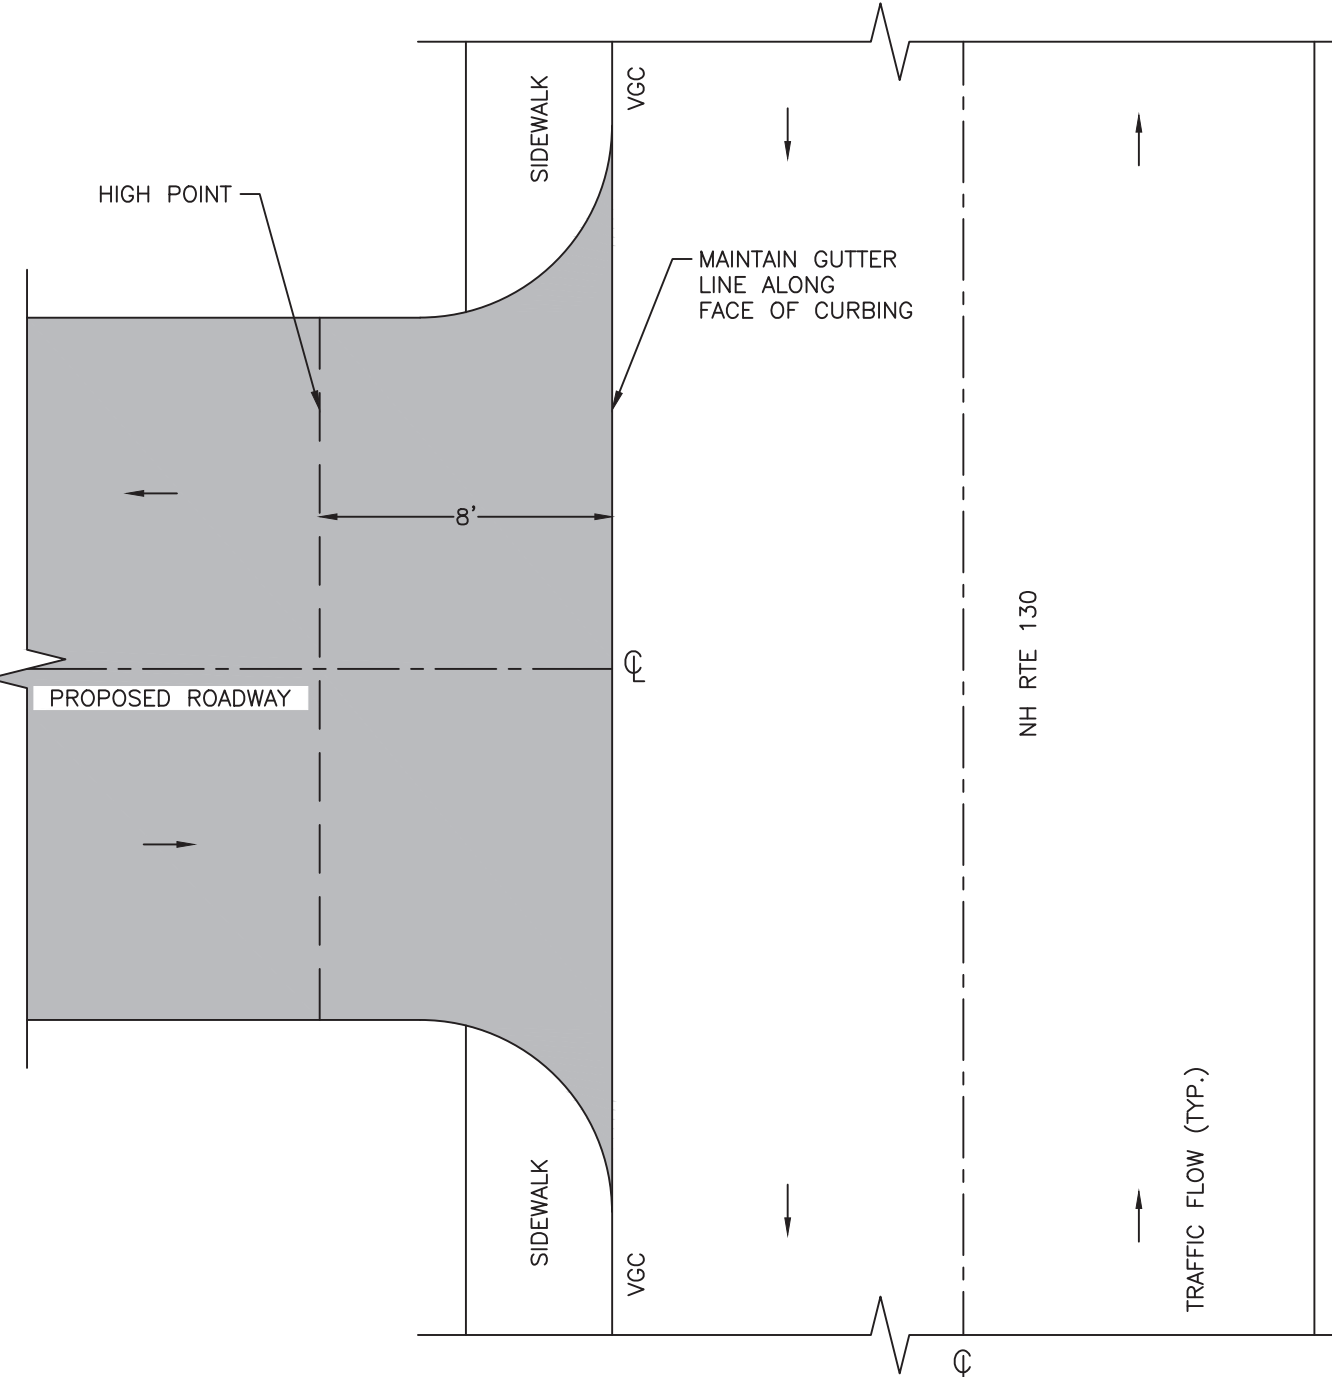 SIDEWALK
VGC
HIGH POINT
MAINTAIN GUTTER
LINE ALONG
FACE OF CURBING
8'
℄
NH RTE 130
PROPOSED ROADWAY
SIDEWALK
VGC
TRAFFIC FLOW (TYP.)
℄